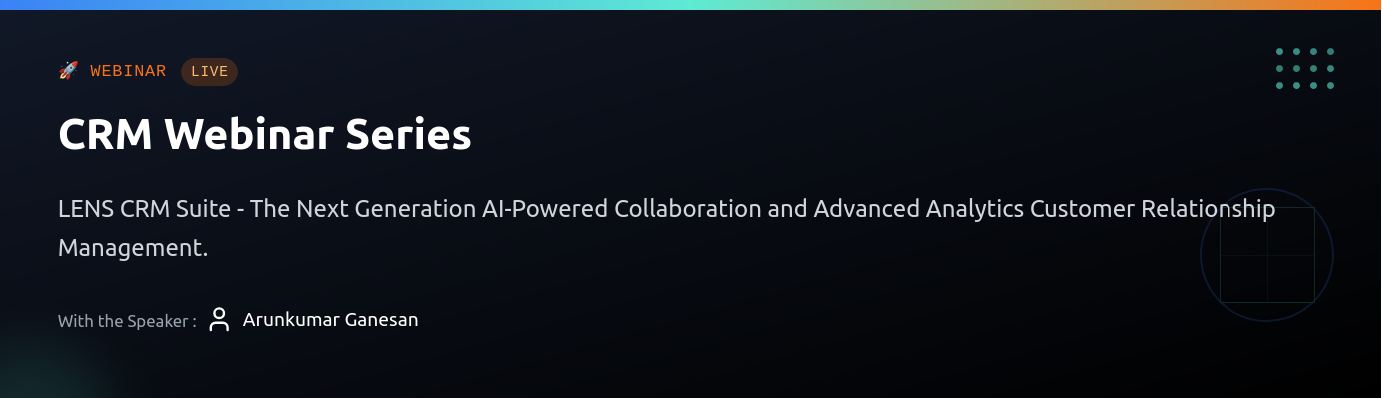 🚀 WEBINAR LIVE
CRM Webinar Series
LENS CRM Suite - The Next Generation AI-Powered Collaboration and Advanced Analytics Customer Relationship
Management.
With the Speaker : Arunkumar Ganesan